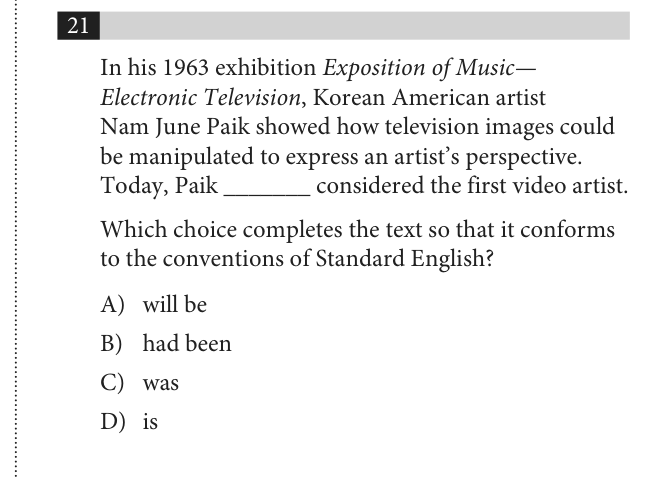 21
In his 1963 exhibition Exposition of Music—
Electronic Television, Korean American artist
Nam June Paik showed how television images could
be manipulated to express an artist’s perspective.
Today, Paik _______ considered the first video artist.
Which choice completes the text so that it conforms
to the conventions of Standard English?
A) will be
B) had been
C) was
D) is